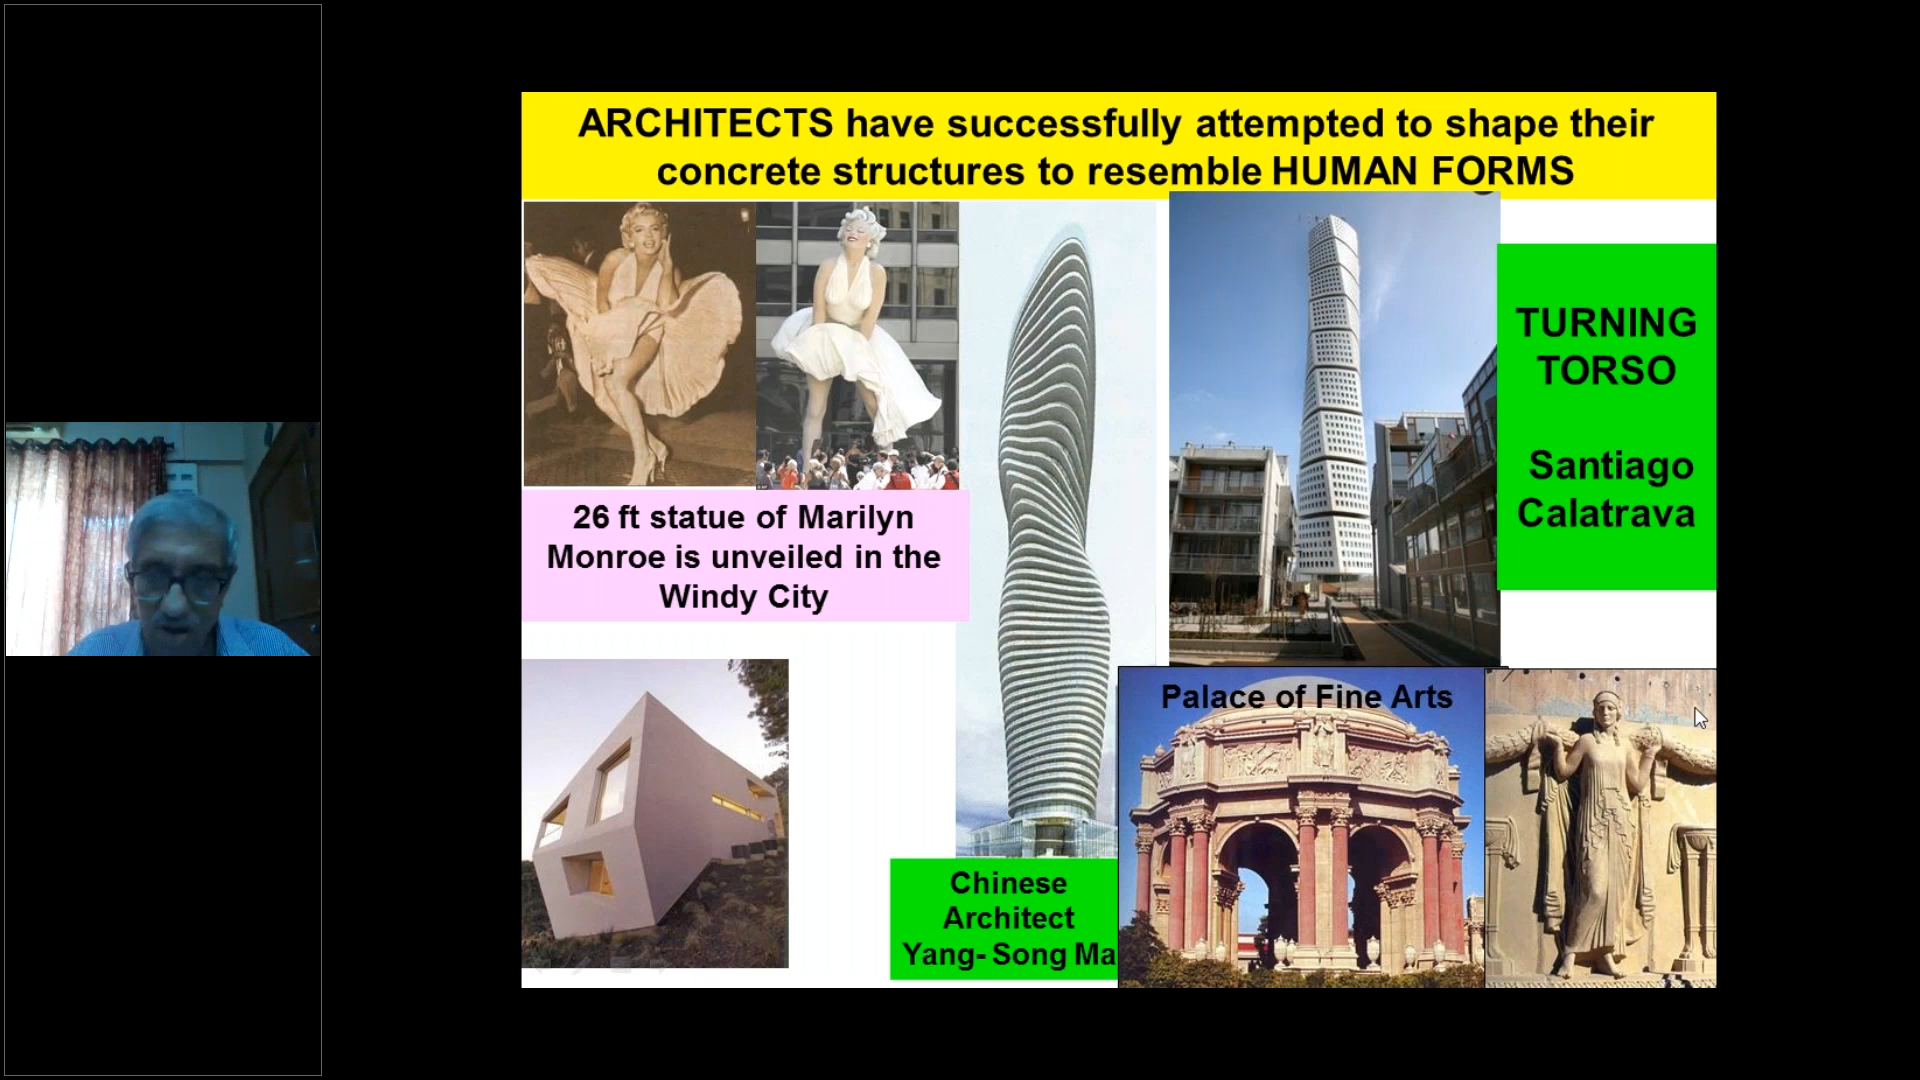 ARCHITECTS have successfully attempted to shape their
concrete structures to resemble HUMAN FORMS
TURNING
TORSO
Santiago
Calatrava
26 ft statue of Marilyn
Monroe is unveiled in the
Windy City
Palace of Fine Arts
Chinese
Architect
Yang- Song Ma